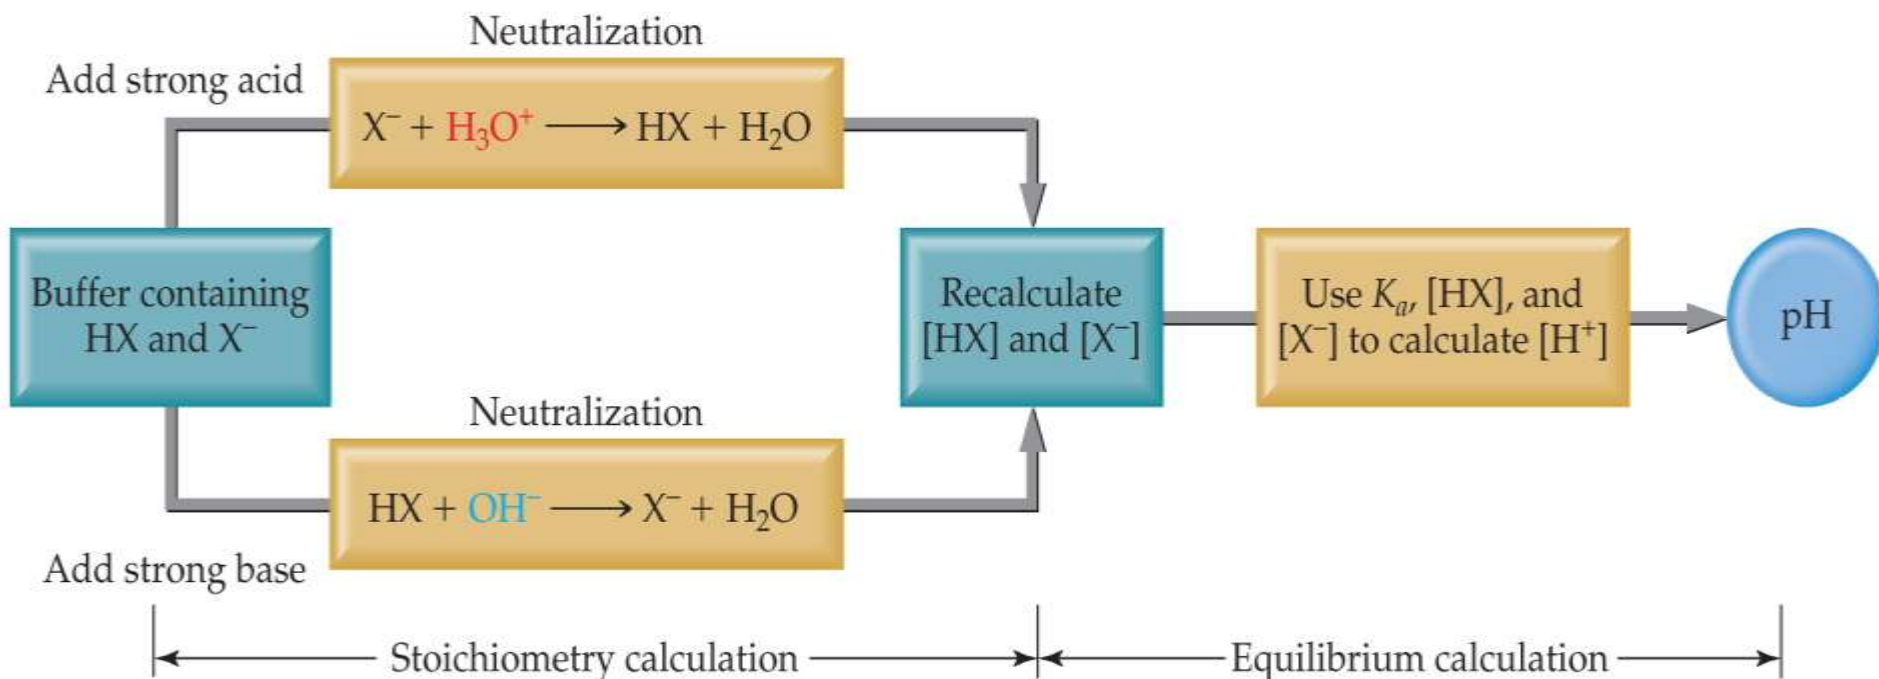 Neutralization
Add strong acid
X⁻ + H₃O⁺ ⟶ HX + H₂O
Buffer containing
HX and X⁻
Recalculate
[HX] and [X⁻]
Use Kₐ, [HX], and
[X⁻] to calculate [H⁺]
pH
Neutralization
HX + OH⁻ ⟶ X⁻ + H₂O
Add strong base
Stoichiometry calculation
Equilibrium calculation